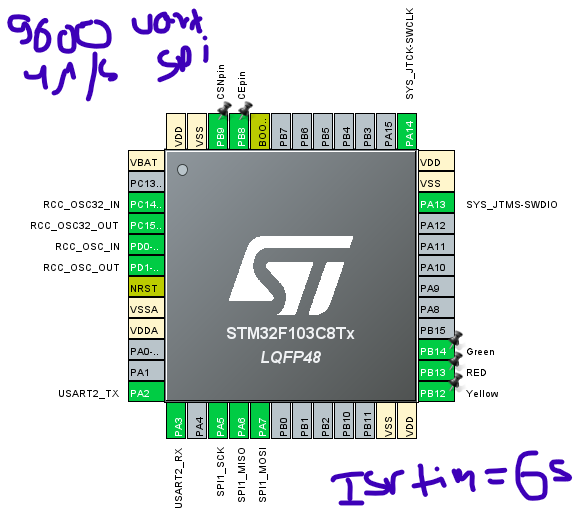 9600 uart
SPI
4M/s
CSNpin
CEpin
SYS_JTCK-SWCLK
VDD
VSS
PB9
PB8
BOO..
PB7
PB6
PB5
PB4
PB3
PA15
PA14
VBAT
PC13..
RCC_OSC32_IN PC14..
RCC_OSC32_OUT PC15..
RCC_OSC_IN PD0-..
RCC_OSC_OUT PD1-..
NRST
VSSA
VDDA
PA0-..
PA1
USART2_TX PA2
VDD
VSS
PA13 SYS_JTMS-SWDIO
PA12
PA11
PA10
PA9
PA8
PB15
PB14 Green
PB13 RED
PB12 Yellow
ST
STM32F103C8Tx
LQFP48
PA3
PA4
PA5
PA6
PA7
PB0
PB1
PB2
PB10
PB11
VSS
VDD
USART2_RX
SPI1_SCK
SPI1_MISO
SPI1_MOSI
Isr tim = 6s